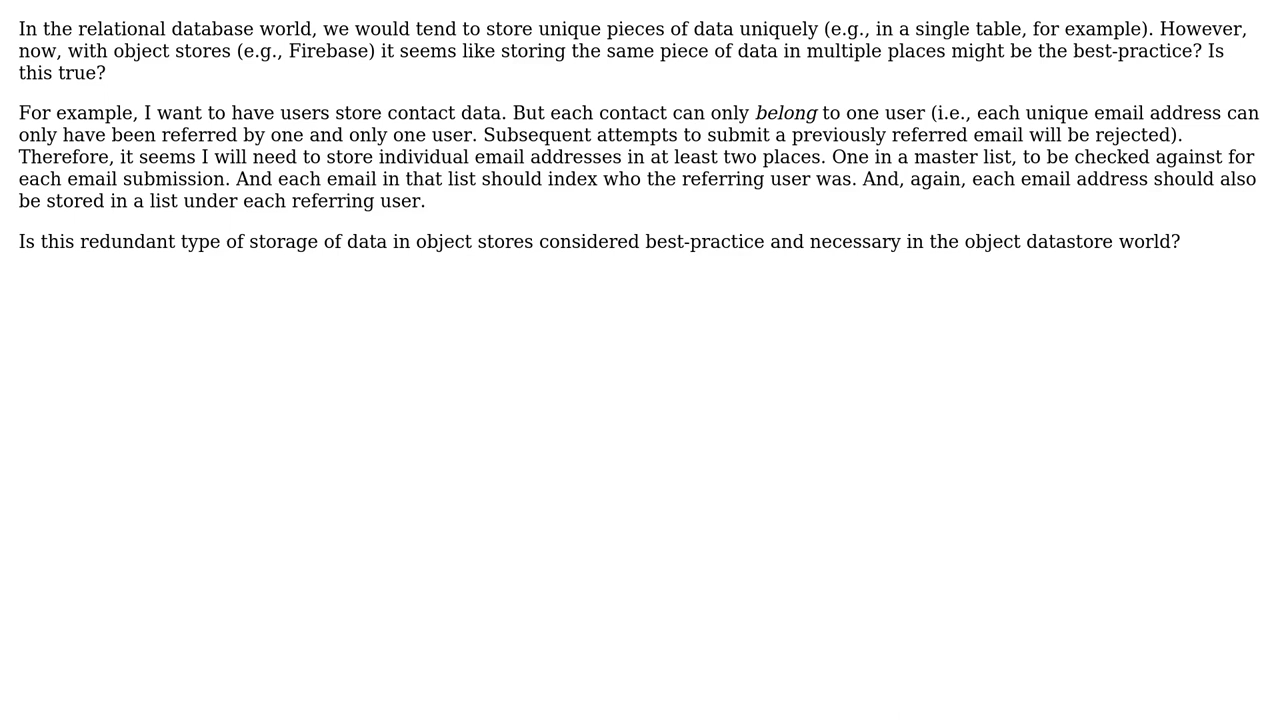 In the relational database world, we would tend to store unique pieces of data uniquely (e.g., in a single table, for example). However,
now, with object stores (e.g., Firebase) it seems like storing the same piece of data in multiple places might be the best-practice? Is
this true?
For example, I want to have users store contact data. But each contact can only belong to one user (i.e., each unique email address can
only have been referred by one and only one user. Subsequent attempts to submit a previously referred email will be rejected).
Therefore, it seems I will need to store individual email addresses in at least two places. One in a master list, to be checked against for
each email submission. And each email in that list should index who the referring user was. And, again, each email address should also
be stored in a list under each referring user.
Is this redundant type of storage of data in object stores considered best-practice and necessary in the object datastore world?